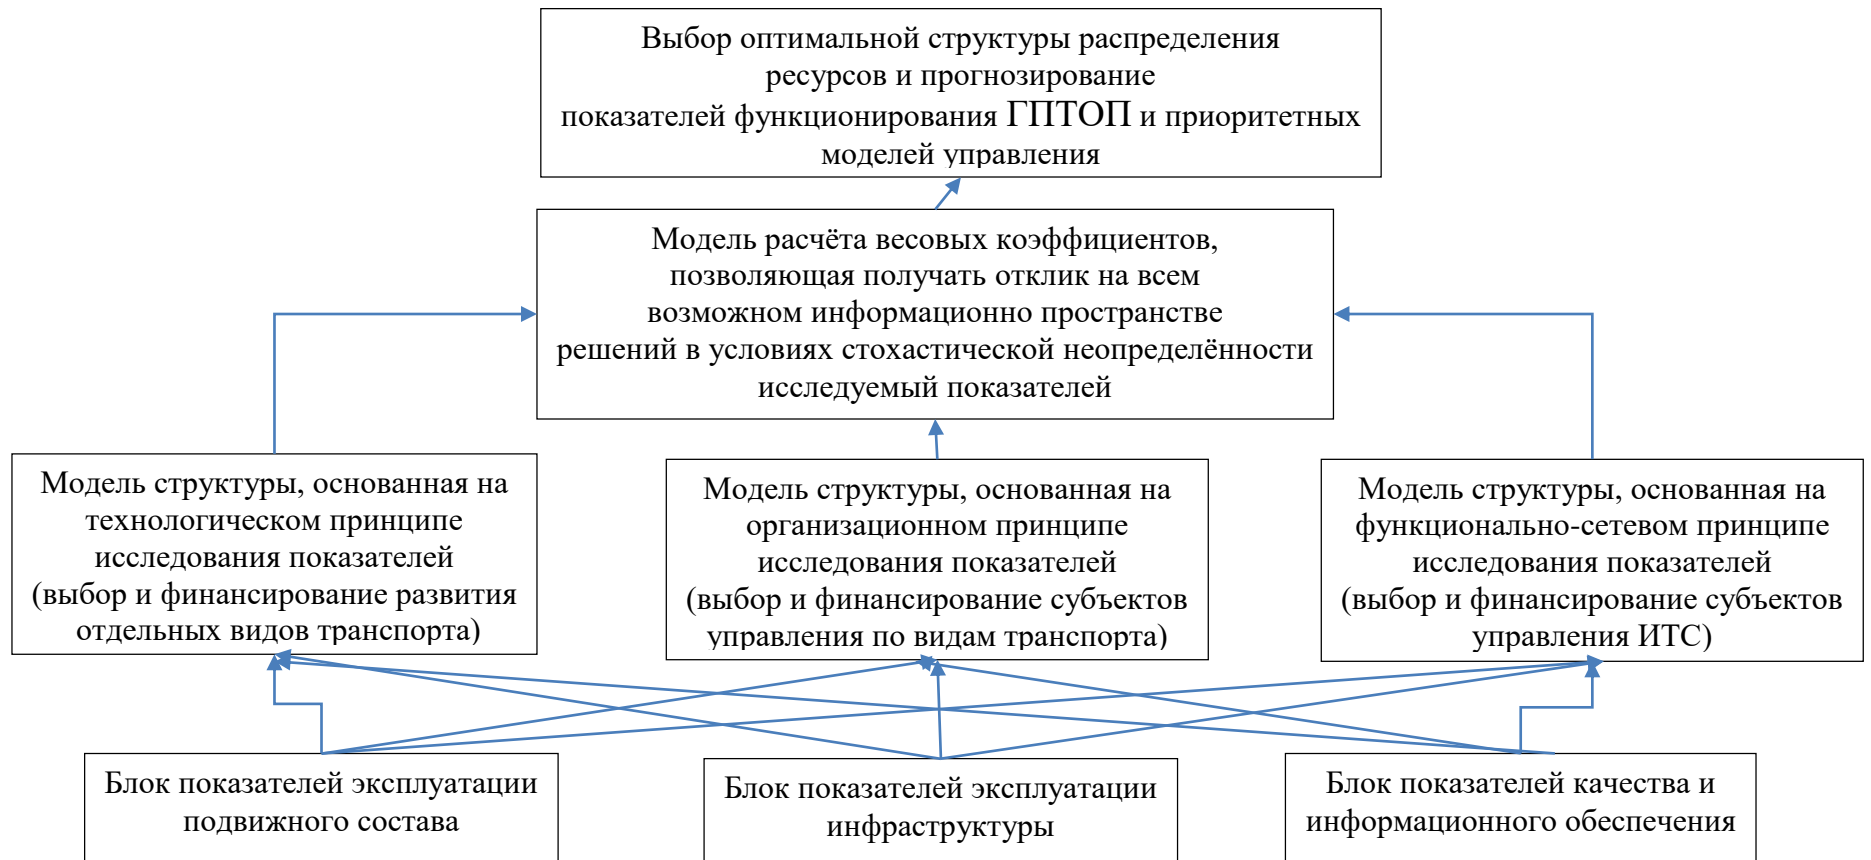 Выбор оптимальной структуры распределения
ресурсов и прогнозирование
показателей функционирования ГПТОП и приоритетных
моделей управления
Модель расчёта весовых коэффициентов,
позволяющая получать отклик на всем
возможном информационно пространстве
решений в условиях стохастической неопределённости
исследуемый показателей
Модель структуры, основанная на
технологическом принципе
исследования показателей
(выбор и финансирование развития
отдельных видов транспорта)
Модель структуры, основанная на
организационном принципе
исследования показателей
(выбор и финансирование субъектов
управления по видам транспорта)
Модель структуры, основанная на
функционально-сетевом принципе
исследования показателей
(выбор и финансирование субъектов
управления ИТС)
Блок показателей эксплуатации
подвижного состава
Блок показателей эксплуатации
инфраструктуры
Блок показателей качества и
информационного обеспечения